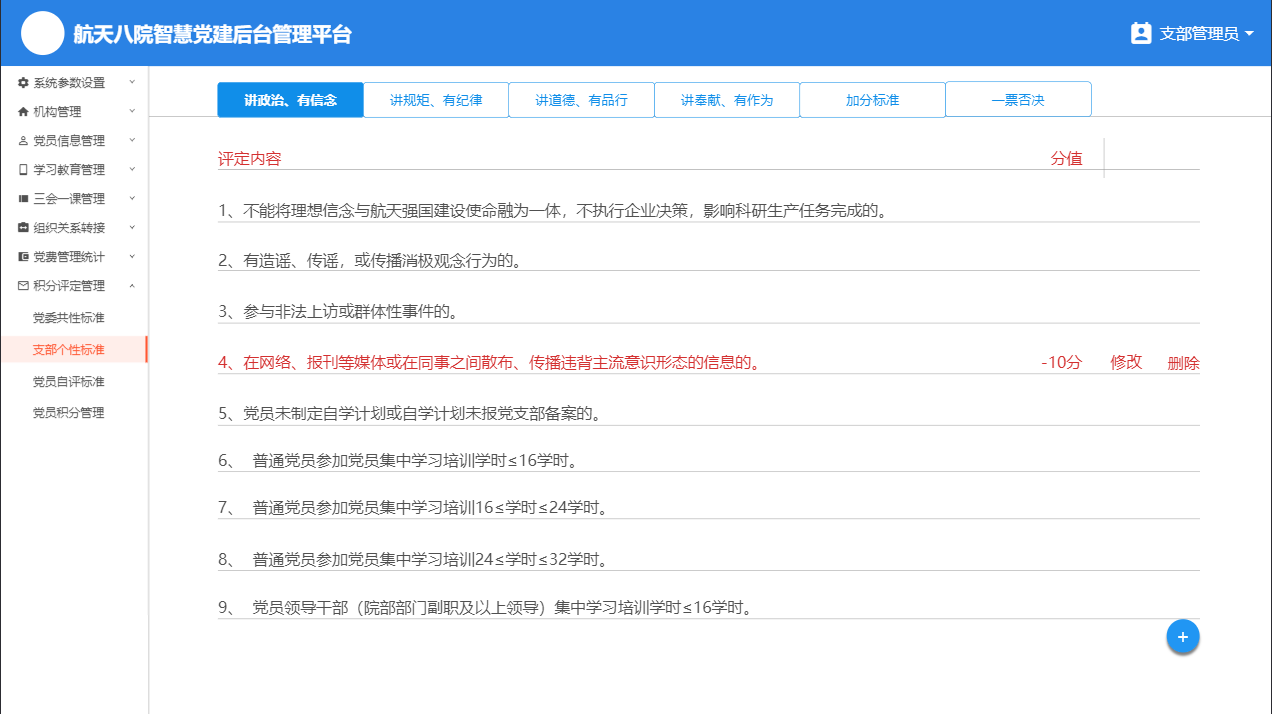 航天八院智慧党建后台管理平台
支部管理员
系统参数设置
机构管理
党员信息管理
学习教育管理
三会一课管理
组织关系转接
党费管理统计
积分评定管理
党委共性标准
支部个性标准
党员自评标准
党员积分管理
讲政治、有信念 讲规矩、有纪律 讲道德、有品行 讲奉献、有作为 加分标准 一票否决
评定内容 分值
1、不能将理想信念与航天强国建设使命融为一体，不执行企业决策，影响科研生产任务完成的。
2、有造谣、传谣，或传播消极观念行为的。
3、参与非法上访或群体性事件的。
4、在网络、报刊等媒体或在同事之间散布、传播违背主流意识形态的信息的。 -10分 修改 删除
5、党员未制定自学计划或自学计划未报党支部备案的。
6、 普通党员参加党员集中学习培训学时≤16学时。
7、 普通党员参加党员集中学习培训16≤学时≤24学时。
8、 普通党员参加党员集中学习培训24≤学时≤32学时。
9、 党员领导干部（院部部门副职及以上领导）集中学习培训学时≤16学时。
+